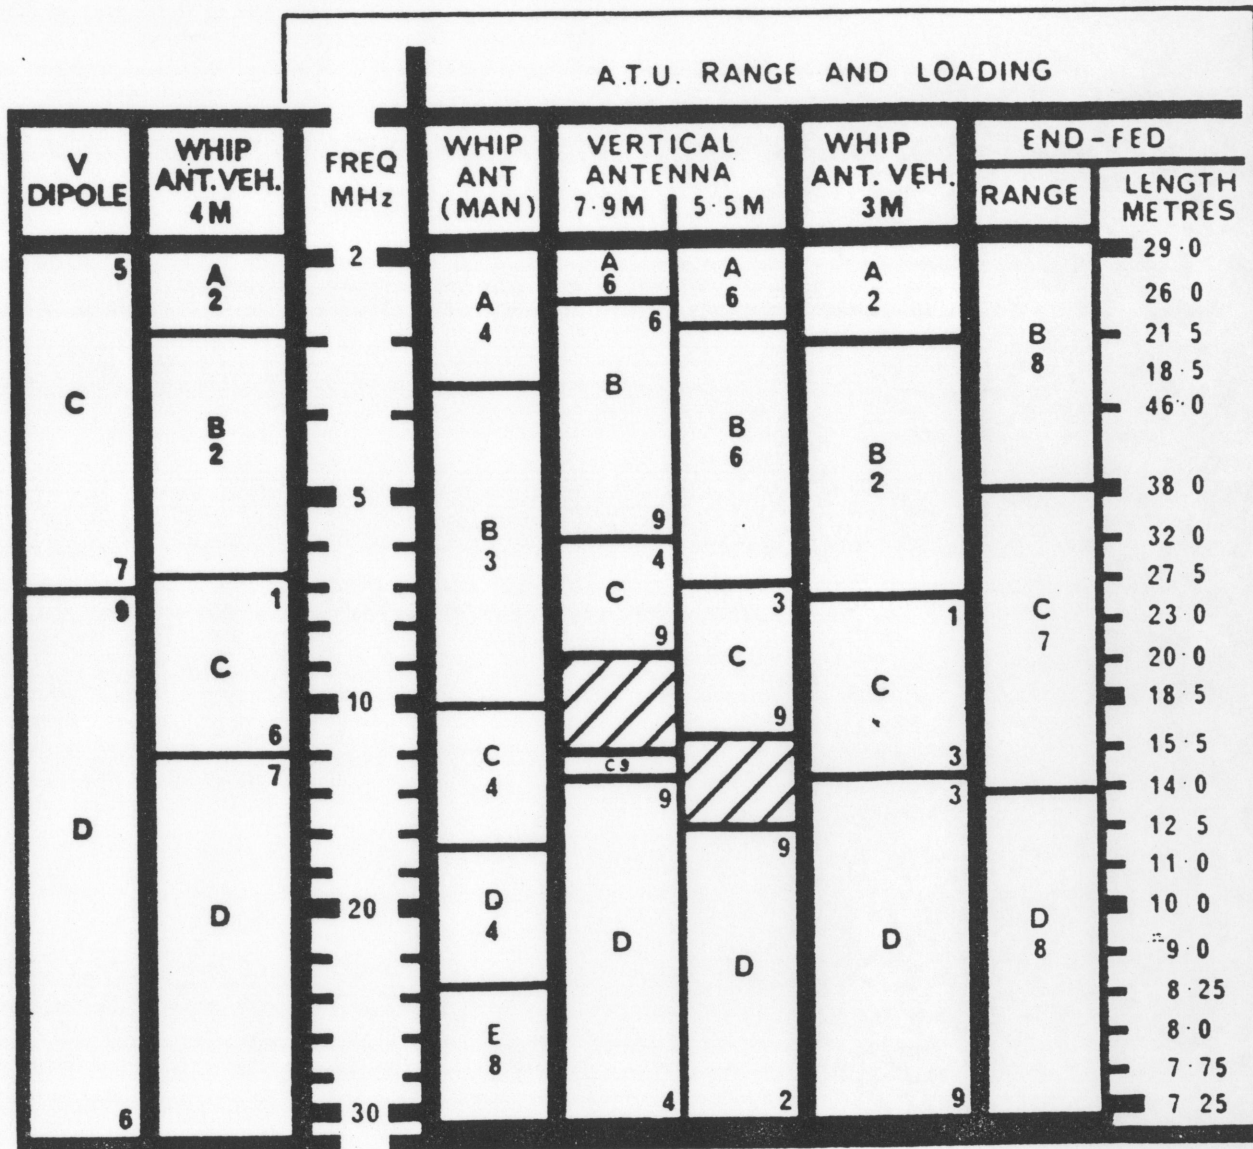 A.T.U. RANGE AND LOADING
V DIPOLE
WHIP ANT. VEH. 4M
FREQ MHz
WHIP ANT (MAN)
VERTICAL ANTENNA
7·9M
5·5M
WHIP ANT. VEH. 3M
END-FED
RANGE
LENGTH METRES
5
C
7
9
D
6
A
2
B
2
1
C
6
7
D
2
5
10
20
30
A
4
B
3
C
4
D
4
E
8
A
6
6
B
9
4
C
9
C9
9
D
4
A
6
B
6
3
C
9
9
D
2
A
2
B
2
1
C
3
3
D
9
B
8
C
7
D
8
29·0
26 0
21 5
18·5
46·0
38 0
32 0
27·5
23·0
20·0
18·5
15·5
14·0
12·5
11·0
10 0
9·0
8·25
8·0
7·75
7 25